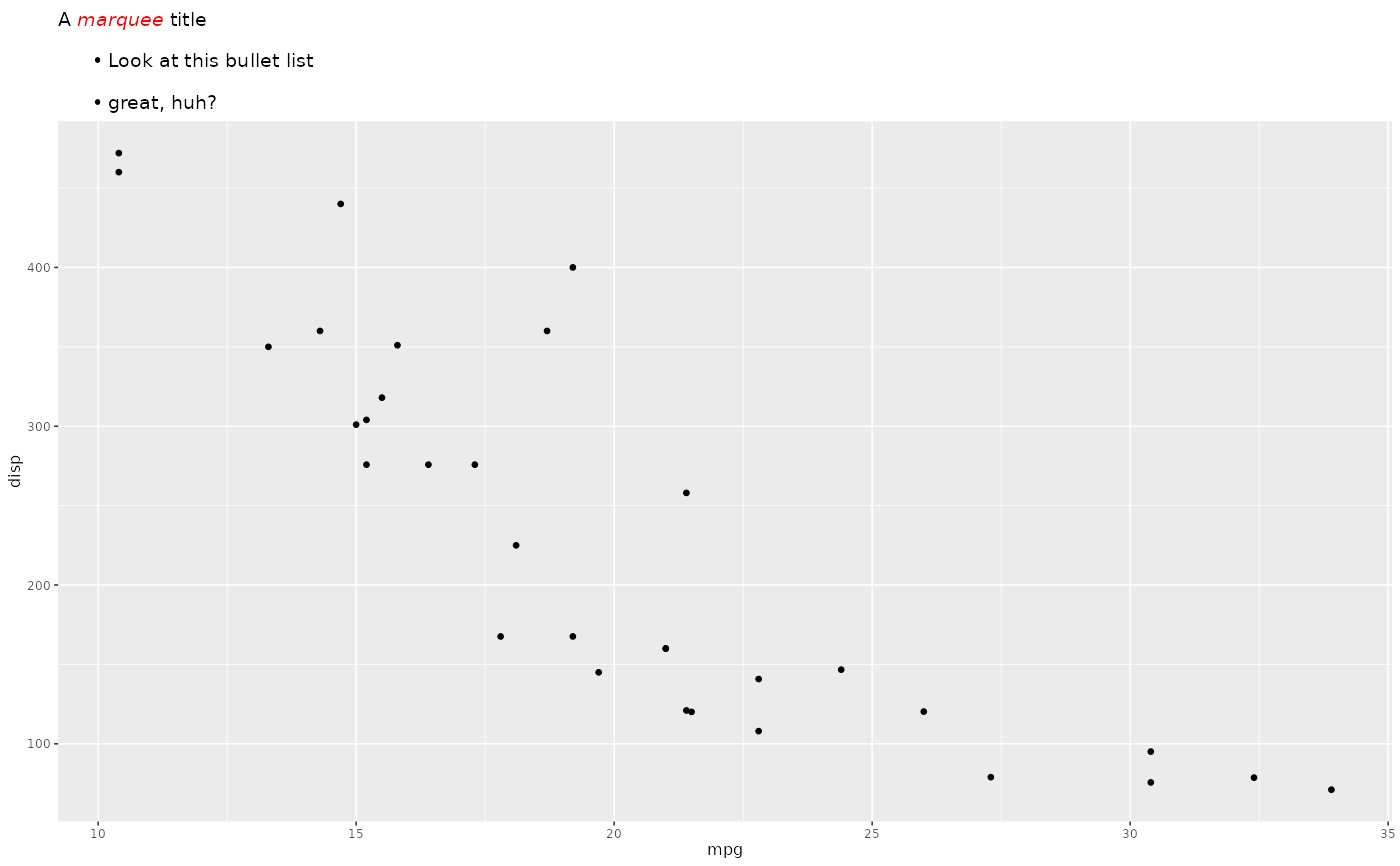 A marquee title
• Look at this bullet list
• great, huh?
400
300
200
100
disp
10 15 20 25 30 35
mpg